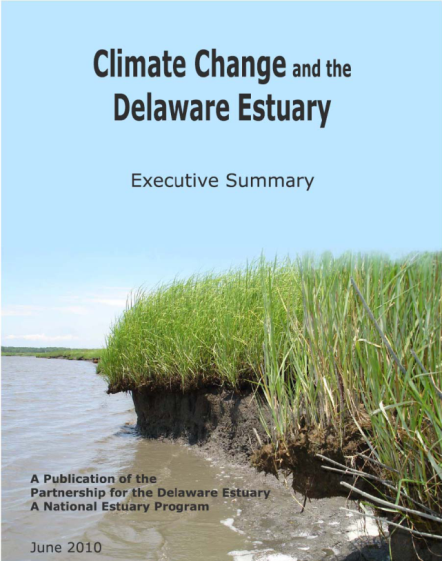 Climate Change and the
Delaware Estuary
Executive Summary
A Publication of the
Partnership for the Delaware Estuary
A National Estuary Program
June 2010